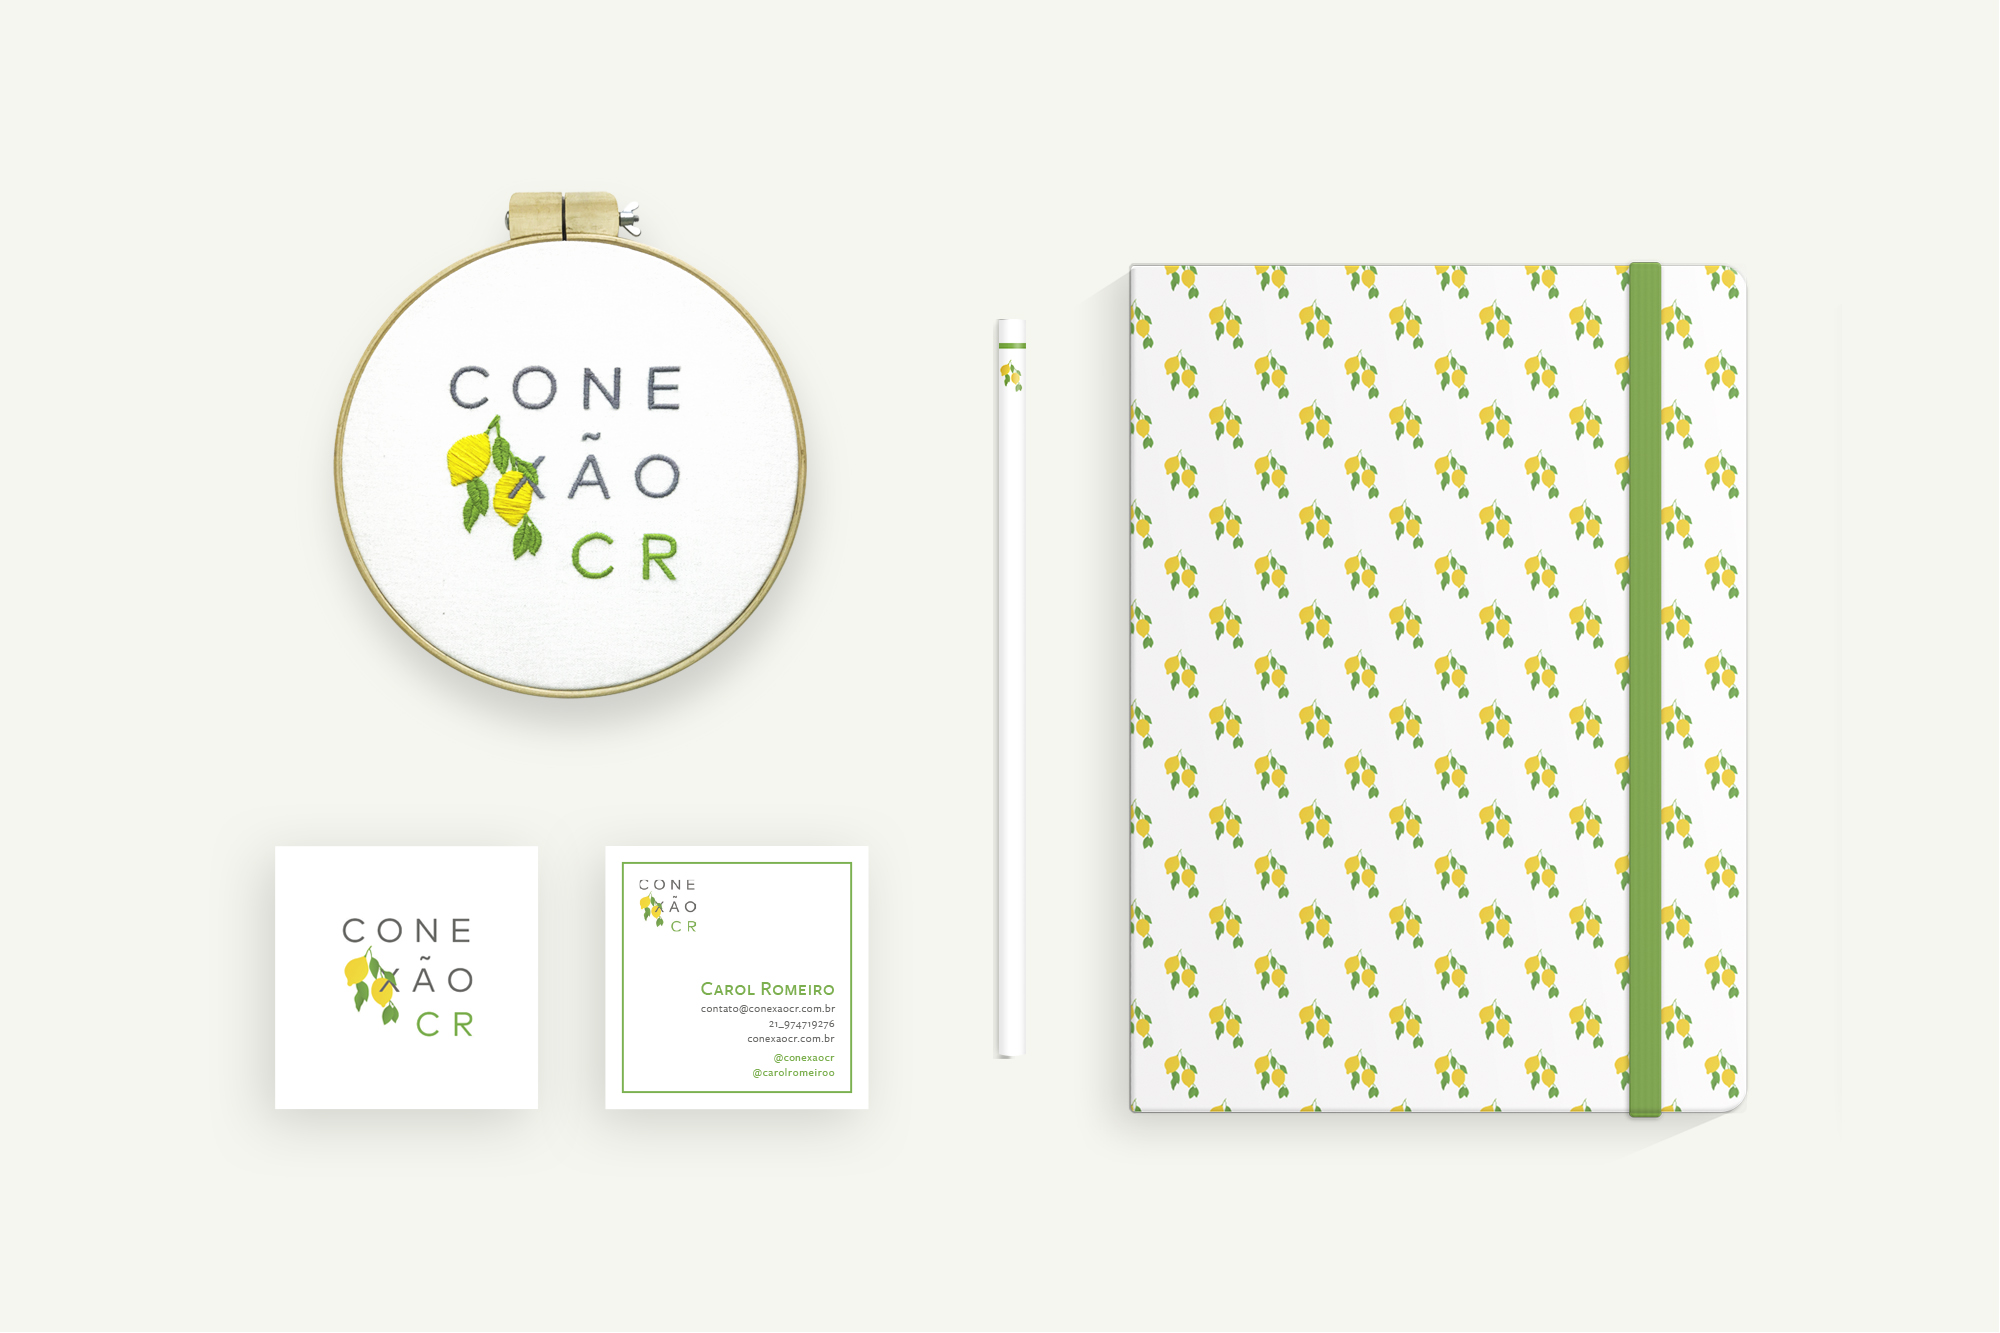 CONE
XÃO
CR
CONE
XÃO
CR
CONE
XÃO
CR
Carol Romeiro
contato@conexaocr.com.br
21_974719276
conexaocr.com.br
@conexaocr
@carolromeiroo